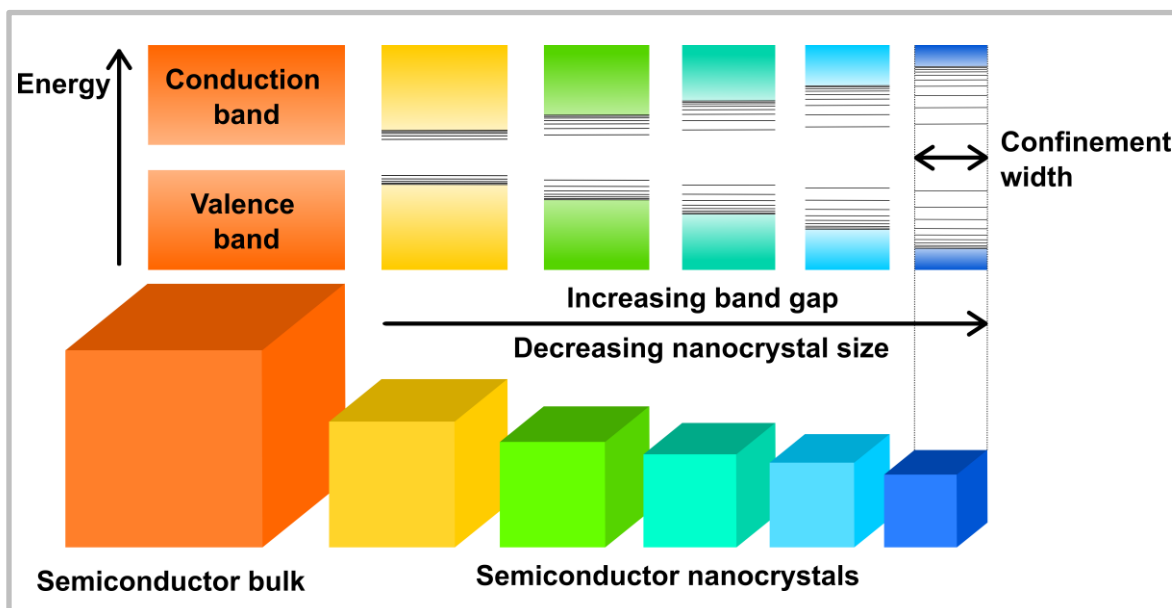 Energy
Conduction
band
Valence
band
Confinement
width
Increasing band gap
Decreasing nanocrystal size
Semiconductor bulk
Semiconductor nanocrystals